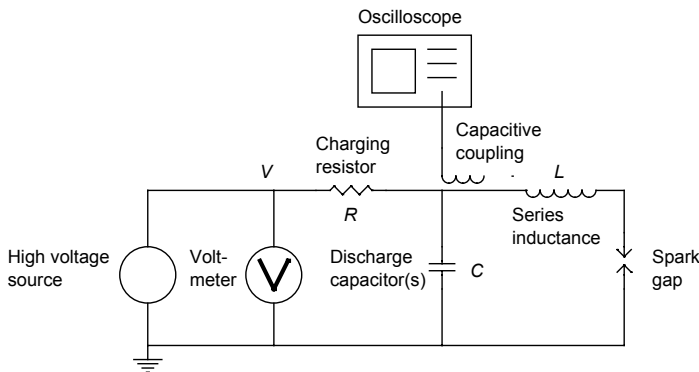 Oscilloscope
Capacitive
coupling
Charging
resistor
V
R
L
Series
inductance
High voltage
source
Volt-
meter
V
Discharge
capacitor(s)
C
Spark
gap